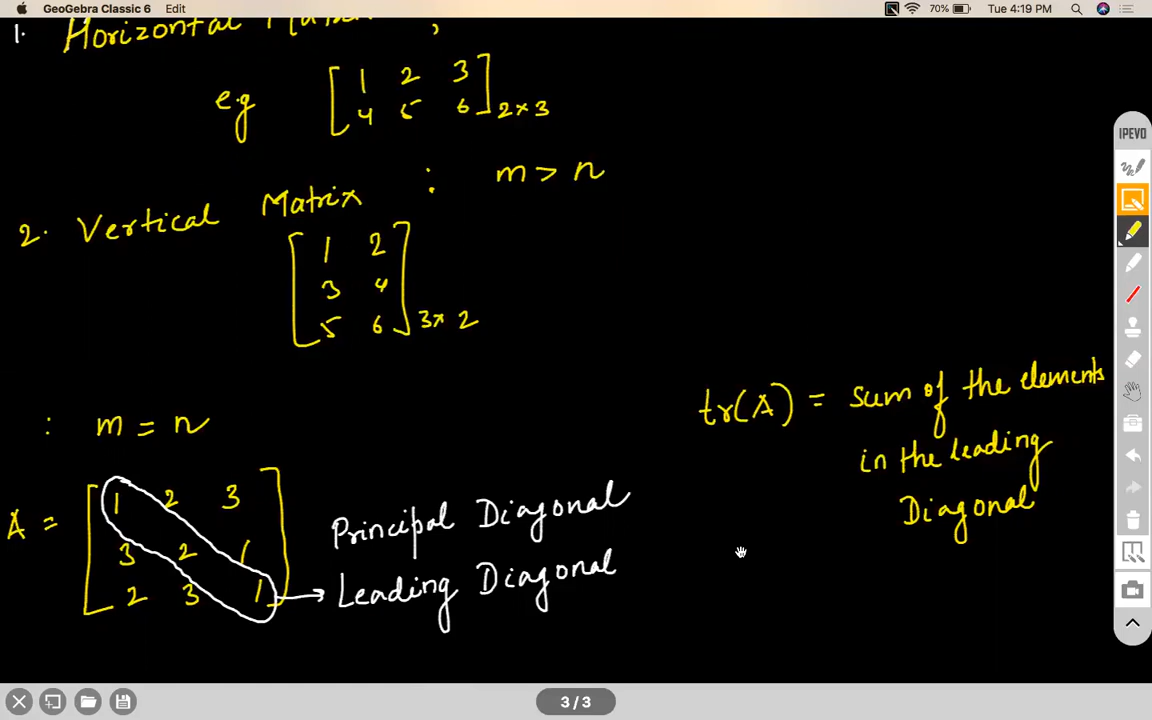 GeoGebra Classic 6 Edit
70% Tue 4:19 PM
1. Horizontal
e.g [1 2 3
4 5 6] 2×3
2. Vertical Matrix : m > n
[1 2
3 4
5 6] 3×2
: m = n
A = [1 2 3
3 2 1
2 3 1]
Principal Diagonal
Leading Diagonal
tr(A) = sum of the elements
in the leading
Diagonal
IPEVO
3/3